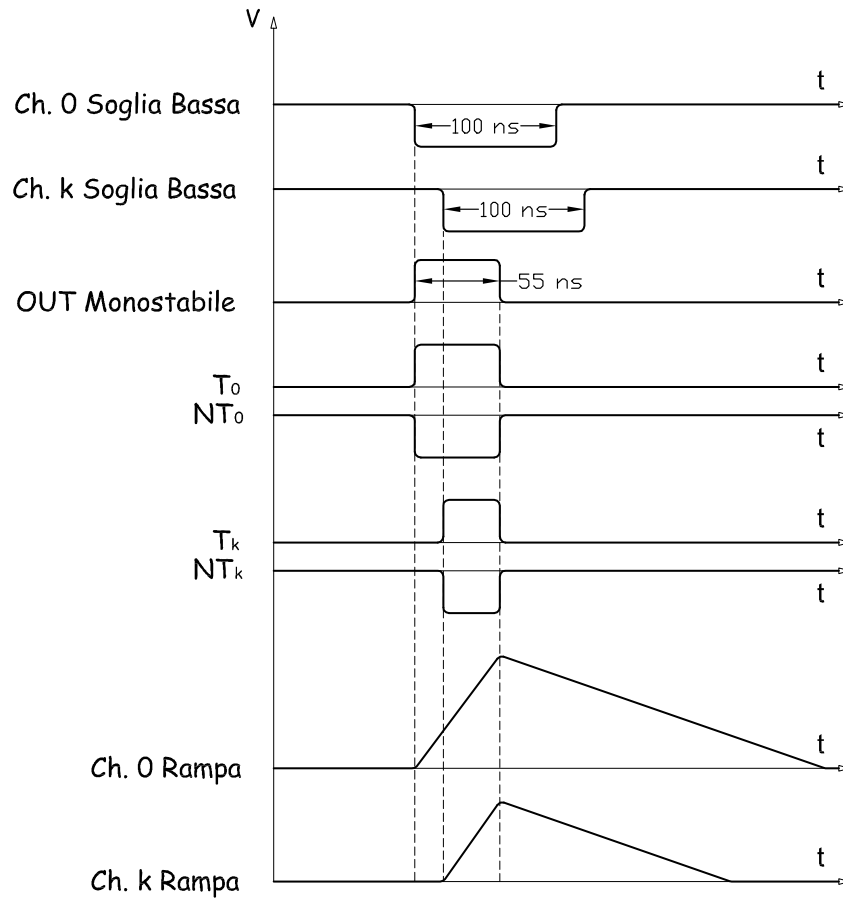 V
t
Ch. 0 Soglia Bassa
100 ns
t
Ch. k Soglia Bassa
100 ns
t
55 ns
OUT Monostabile
t
T0
NT0
t
t
Tk
NTk
t
t
Ch. 0 Rampa
t
Ch. k Rampa